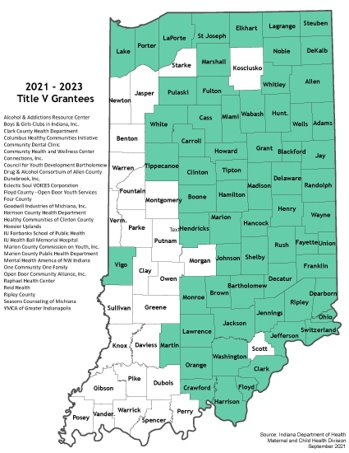 2021 - 2023
Title V Grantees
Alcohol & Addictions Resource Center
Boys & Girls Clubs in Indiana, Inc.
Clark County Health Department
Columbus Healthy Communities Initiative
Community Dental Clinic
Community Health and Wellness Center
Connections, Inc.
Council for Youth Development Bartholomew
Drug & Alcohol Consortium of Allen County
Dunebrook, Inc.
Eclectic Soul VOICES Corporation
Floyd County - Open Door Youth Services
Four County
Goodwill Industries of Michiana, Inc.
Harrison County Health Department
Healthy Communities of Clinton County
Hoosier Uplands
IU Fairbanks School of Public Health
IU Health Ball Memorial Hospital
Marion County Commission on Youth, Inc.
Marion County Public Health Department
Mental Health America of NW Indiana
One Community One Family
Open Door Community Alliance, Inc.
Raphael Health Center
Reid Health
Ripley County
Seasons Counseling of Michiana
YMCA of Greater Indianapolis
Lake
Porter
LaPorte
St Joseph
Elkhart
Lagrange
Steuben
Noble
DeKalb
Starke
Marshall
Kosciusko
Whitley
Allen
Newton
Jasper
Pulaski
Fulton
Wabash
Hunt.
Wells
Adams
White
Cass
Miami
Benton
Carroll
Howard
Grant
Blackford
Jay
Warren
Tippecanoe
Clinton
Tipton
Madison
Delaware
Randolph
Fountain
Montgomery
Boone
Hamilton
Henry
Wayne
Verm.
Parke
Putnam
Hendricks
Marion
Hancock
Rush
Fayette
Union
Vigo
Clay
Owen
Morgan
Johnson
Shelby
Franklin
Decatur
Sullivan
Greene
Monroe
Brown
Bartholomew
Ripley
Dearborn
Ohio
Jennings
Switzerland
Knox
Daviess
Martin
Lawrence
Jackson
Jefferson
Scott
Washington
Orange
Clark
Gibson
Pike
Dubois
Crawford
Floyd
Harrison
Posey
Vander.
Warrick
Spencer
Perry
Source: Indiana Department of Health
Maternal and Child Health Division
September 2021